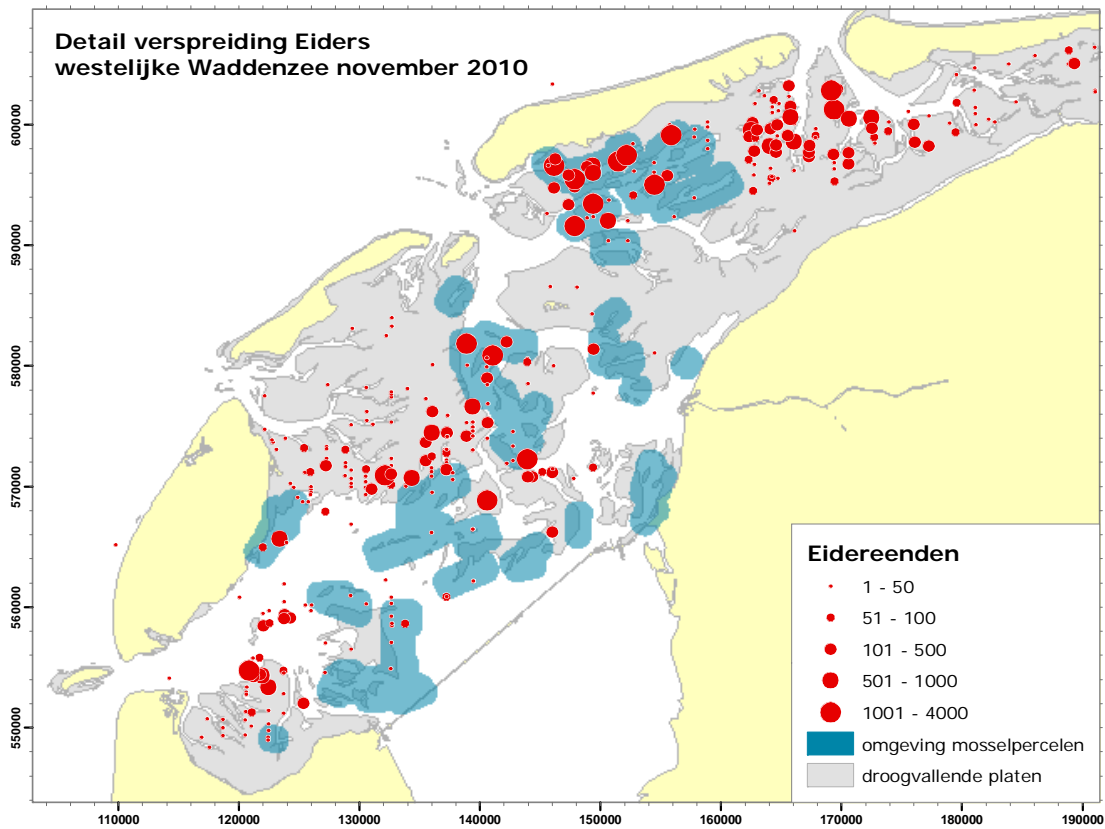 Detail verspreiding Eiders
westelijke Waddenzee november 2010
600000
590000
580000
570000
560000
550000
Eidereenden
1 - 50
51 - 100
101 - 500
501 - 1000
1001 - 4000
omgeving mosselpercelen
droogvallende platen
110000 120000 130000 140000 150000 160000 170000 180000 190000